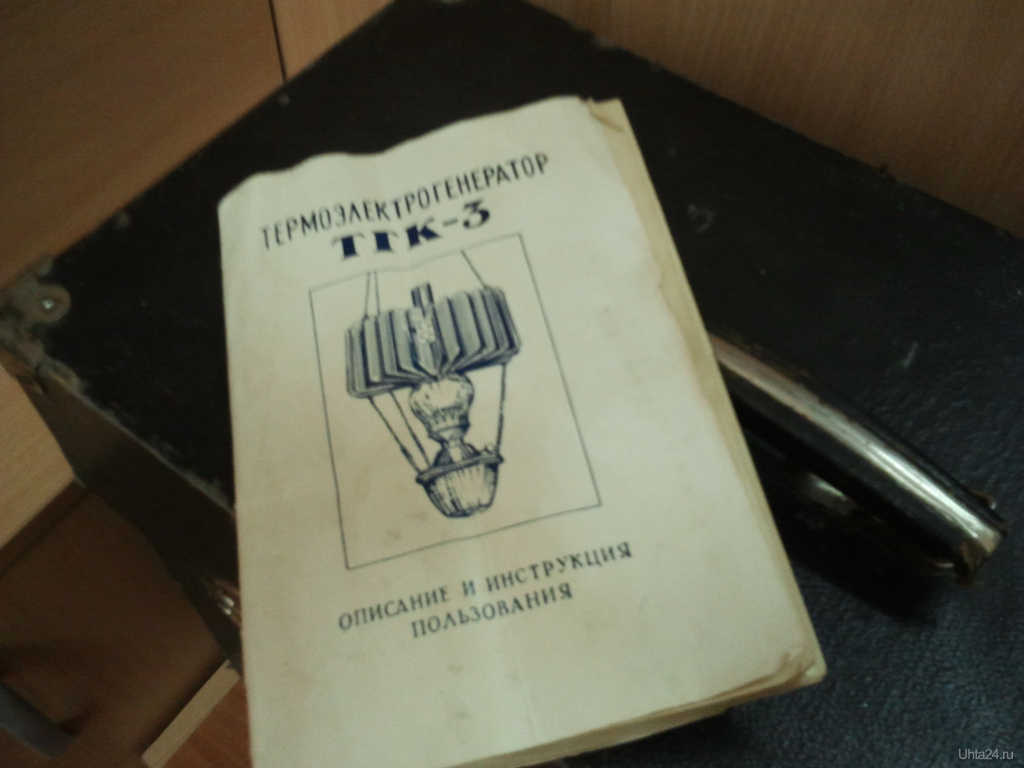 ТЕРМОЭЛЕКТРОГЕНЕРАТОР
ТГК-3
ОПИСАНИЕ И ИНСТРУКЦИЯ
ПОЛЬЗОВАНИЯ
Uhta24.ru